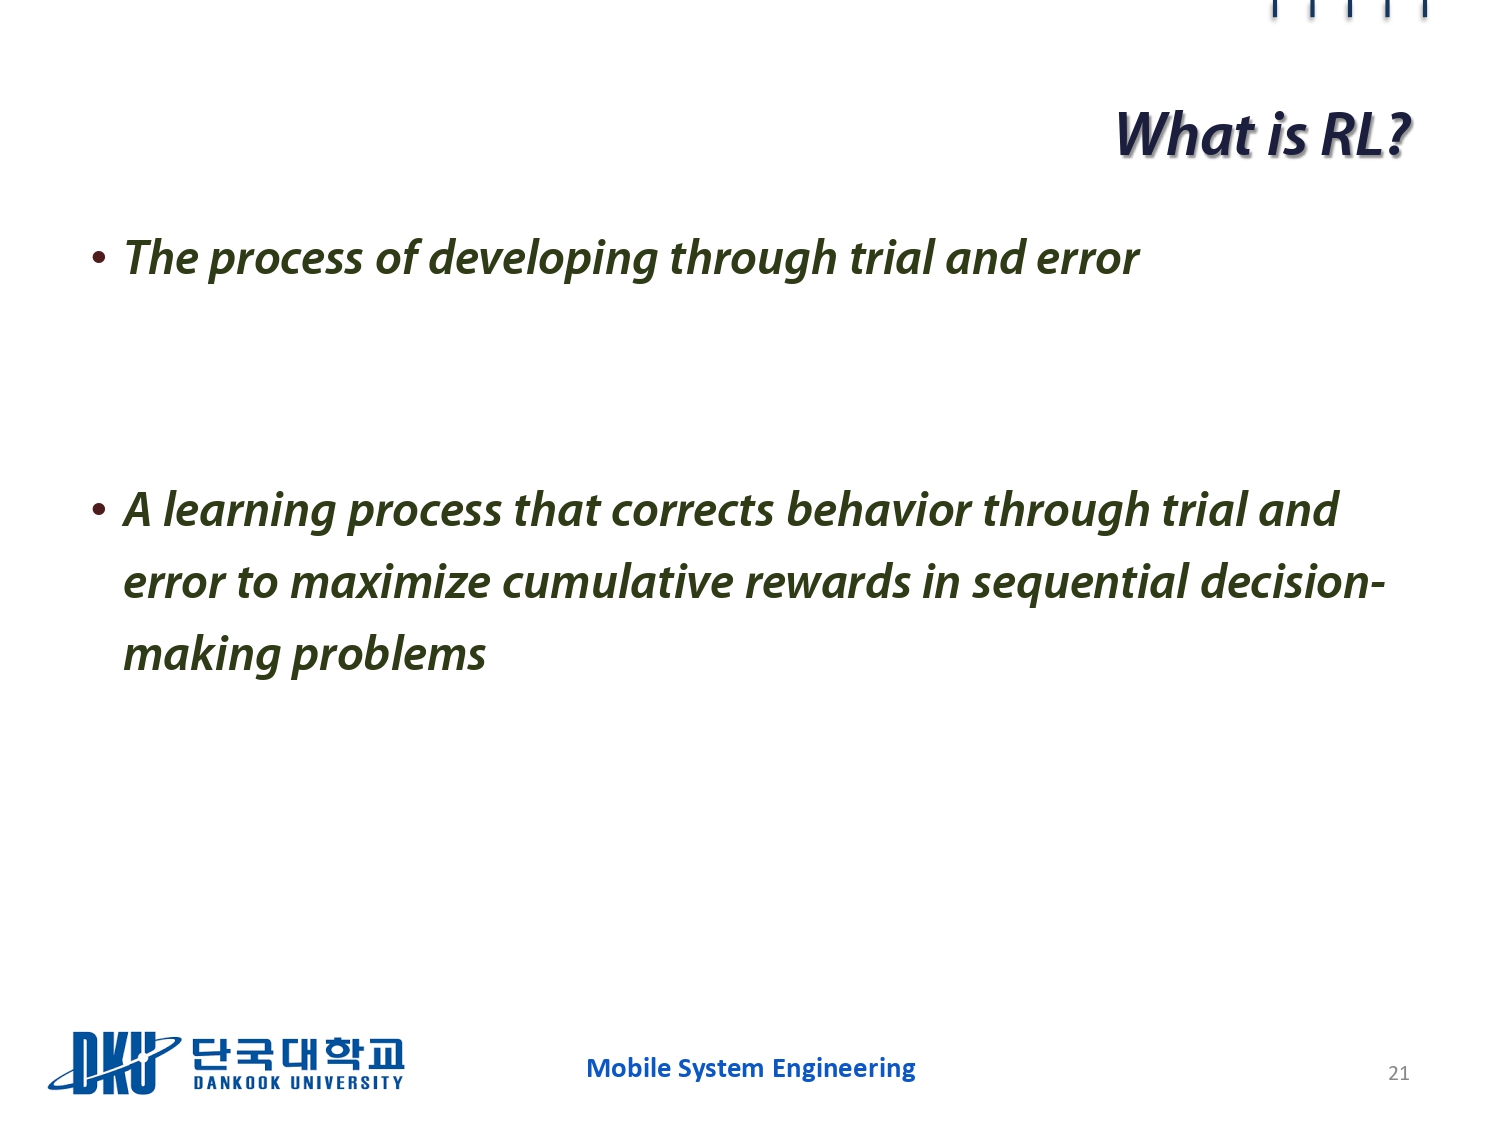 What is RL?
• The process of developing through trial and error
• A learning process that corrects behavior through trial and
error to maximize cumulative rewards in sequential decision-
making problems
DKU 단국대학교
DANKOOK UNIVERSITY
Mobile System Engineering
21